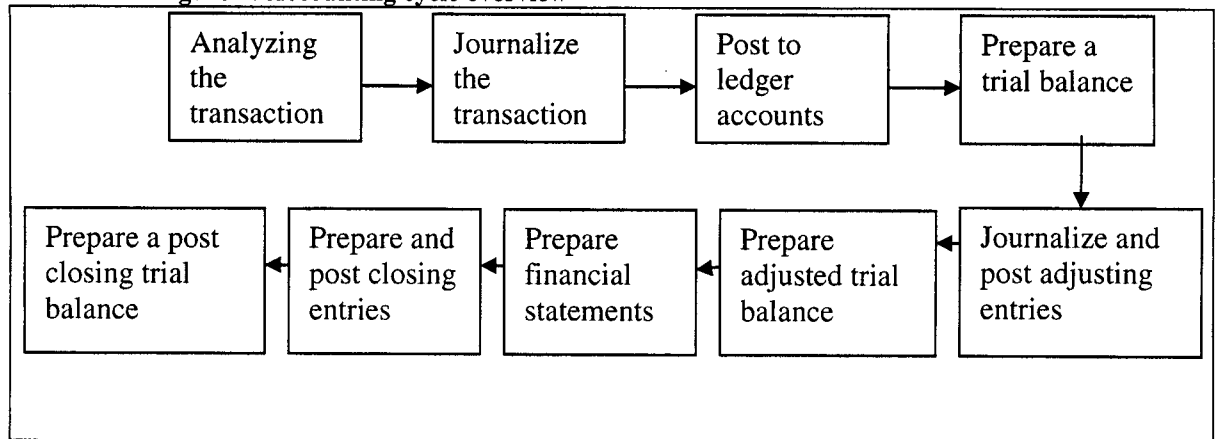 Analyzing
the
transaction
Journalize
the
transaction
Post to
ledger
accounts
Prepare a
trial balance
Journalize and
post adjusting
entries
Prepare
adjusted trial
balance
Prepare
financial
statements
Prepare and
post closing
entries
Prepare a post
closing trial
balance